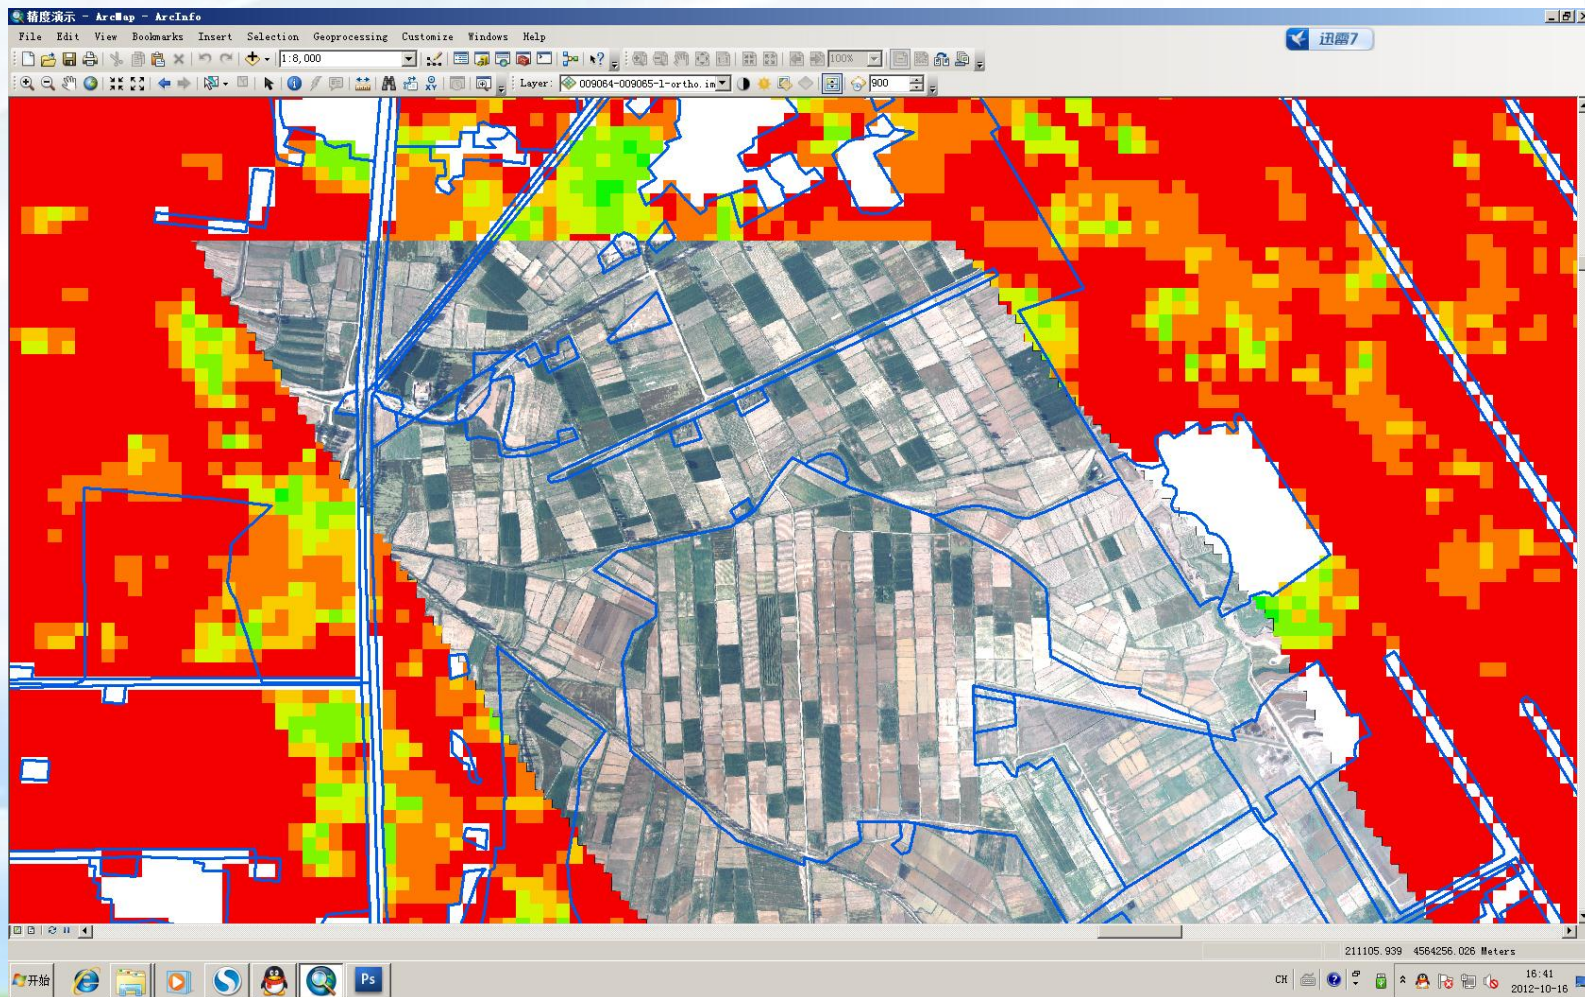 精度演示 - ArcMap - ArcInfo
File Edit View Bookmarks Insert Selection Geoprocessing Customize Windows Help
迅雷7
1:8,000
100%
Layer: 009064-009065-1-ortho.im
900
211105.939 4564256.026 Meters
开始
Ps
CH
16:41
2012-10-16